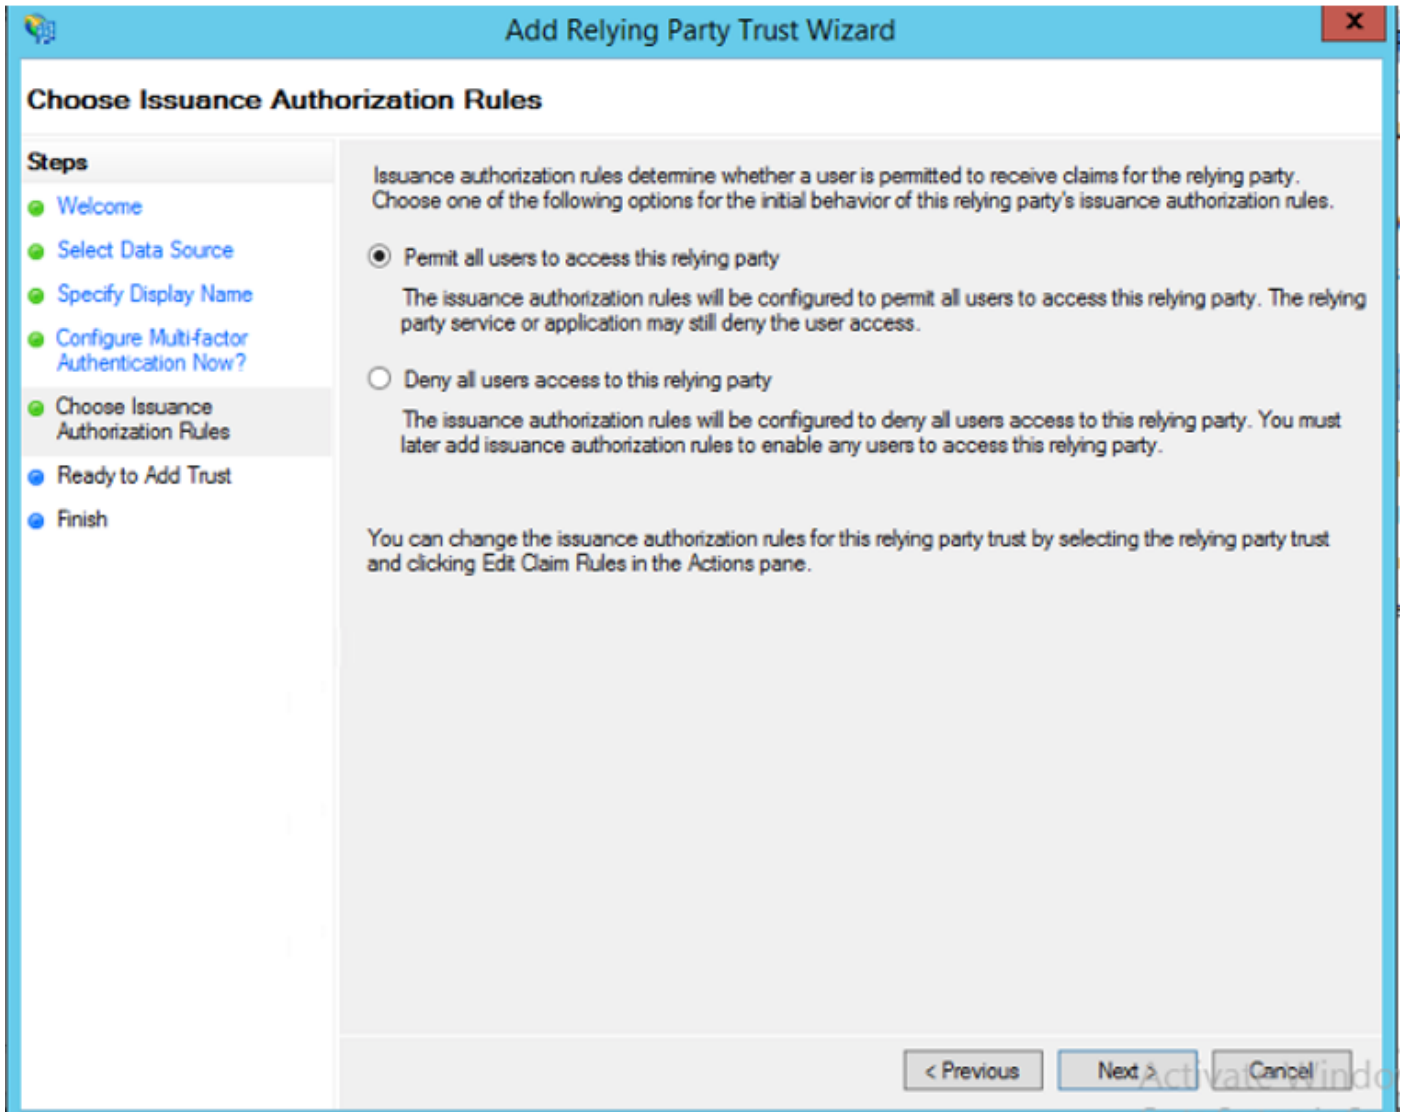 Add Relying Party Trust Wizard
X
Choose Issuance Authorization Rules
Steps
Welcome
Select Data Source
Specify Display Name
Configure Multi-factor
Authentication Now?
Choose Issuance
Authorization Rules
Ready to Add Trust
Finish
Issuance authorization rules determine whether a user is permitted to receive claims for the relying party.
Choose one of the following options for the initial behavior of this relying party's issuance authorization rules.
Permit all users to access this relying party
The issuance authorization rules will be configured to permit all users to access this relying party. The relying
party service or application may still deny the user access.
Deny all users access to this relying party
The issuance authorization rules will be configured to deny all users access to this relying party. You must
later add issuance authorization rules to enable any users to access this relying party.
You can change the issuance authorization rules for this relying party trust by selecting the relying party trust
and clicking Edit Claim Rules in the Actions pane.
< Previous
Next >
Cancel
Activate Windo